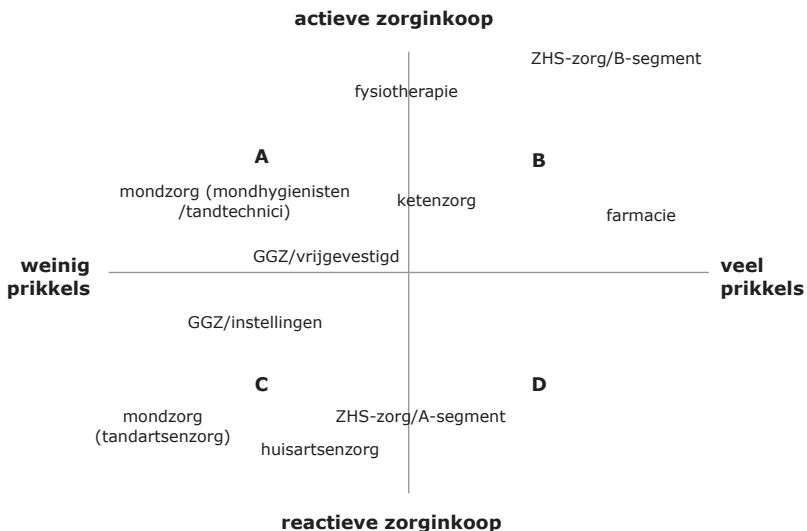 actieve zorginkoop
ZHS-zorg/B-segment
fysiotherapie
A
B
mondzorg (mondhygienisten
/tandtechnici)
ketenzorg
farmacie
GGZ/vrijgevestigd
weinig
prikkels
veel
prikkels
GGZ/instellingen
C
D
mondzorg
(tandartsenzorg)
ZHS-zorg/A-segment
huisartsenzorg
reactieve zorginkoop